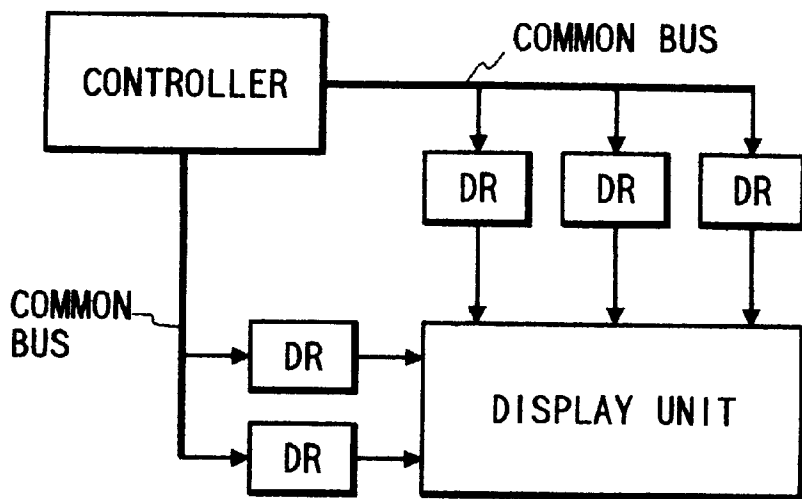 COMMON BUS
CONTROLLER
DR DR DR
COMMON
BUS
DR
DISPLAY UNIT
DR